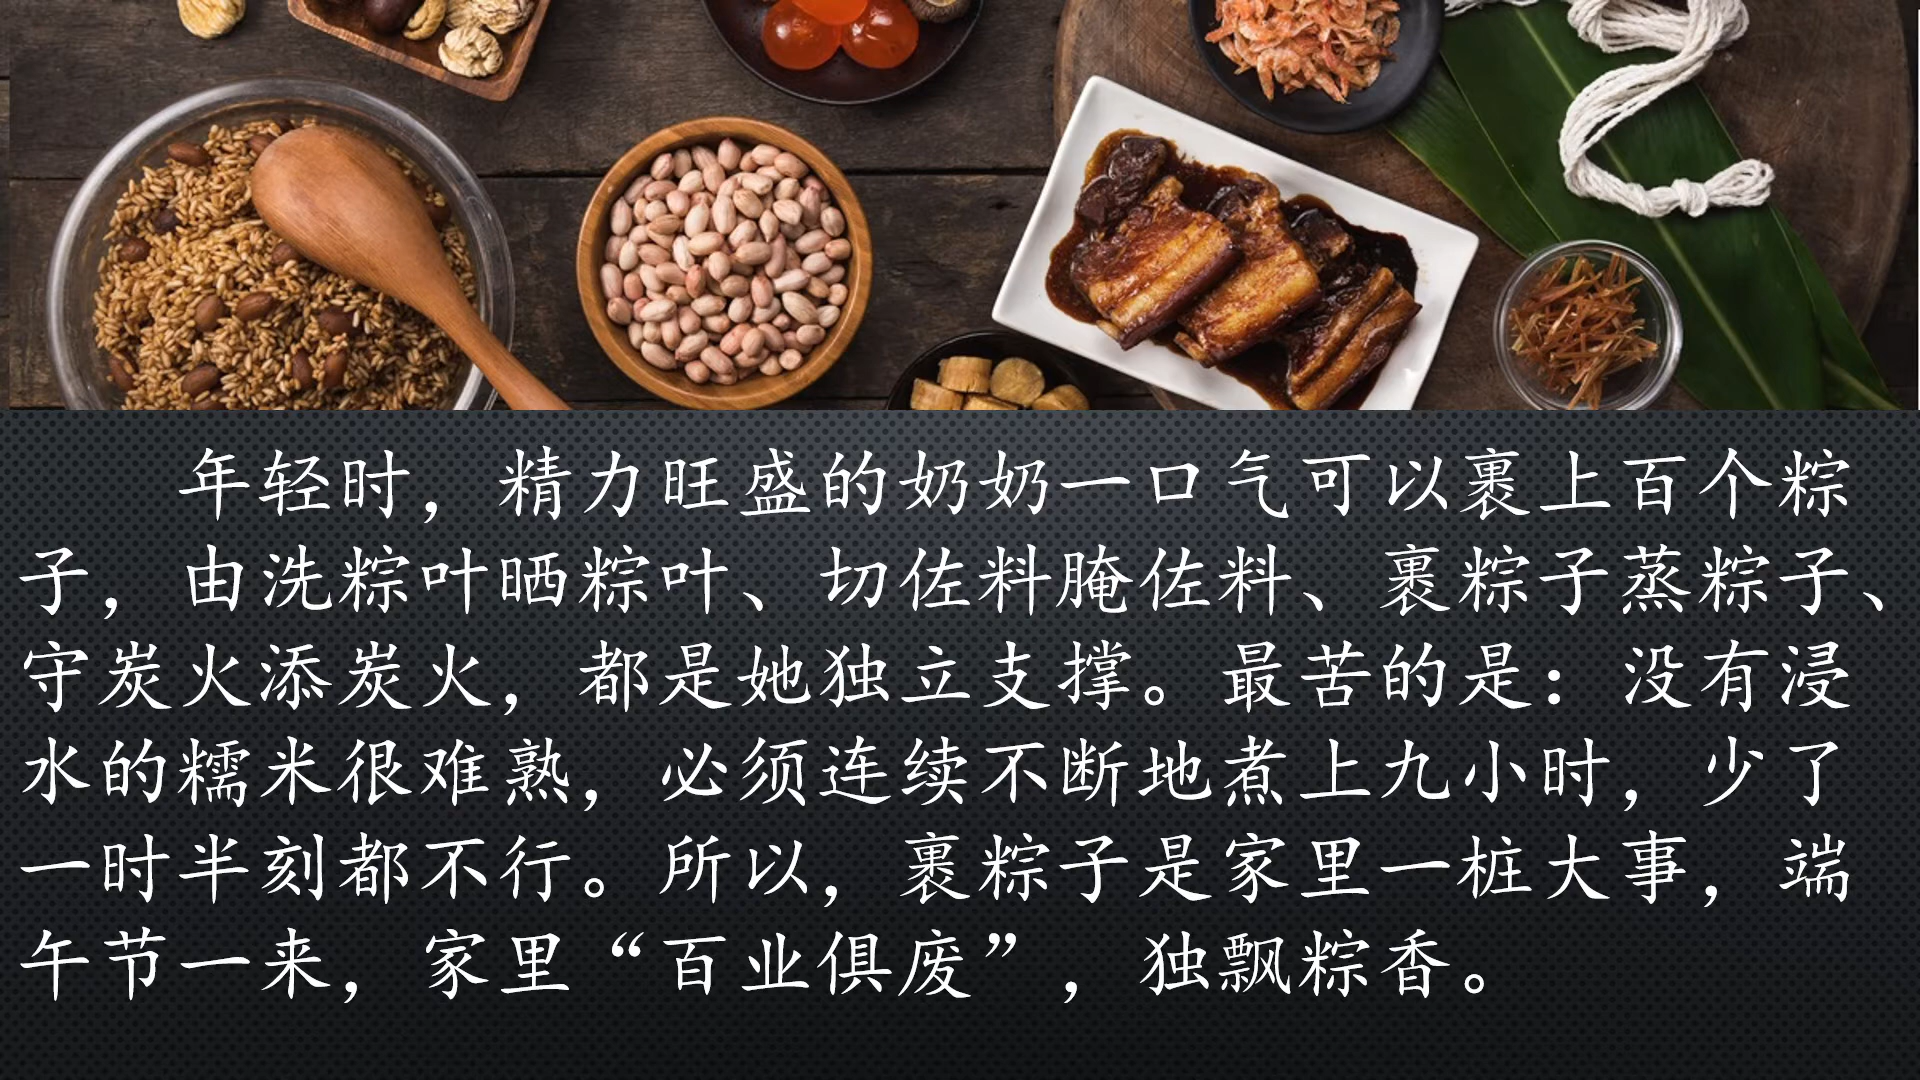 年轻时，精力旺盛的奶奶一口气可以裹上百个粽
子，由洗粽叶晒粽叶、切佐料腌佐料、裹粽子蒸粽子、
守炭火添炭火，都是她独立支撑。最苦的是：没有浸
水的糯米很难熟，必须连续不断地煮上九小时，少了
一时半刻都不行。所以，裹粽子是家里一桩大事，端
午节一来，家里“百业俱废”，独飘粽香。